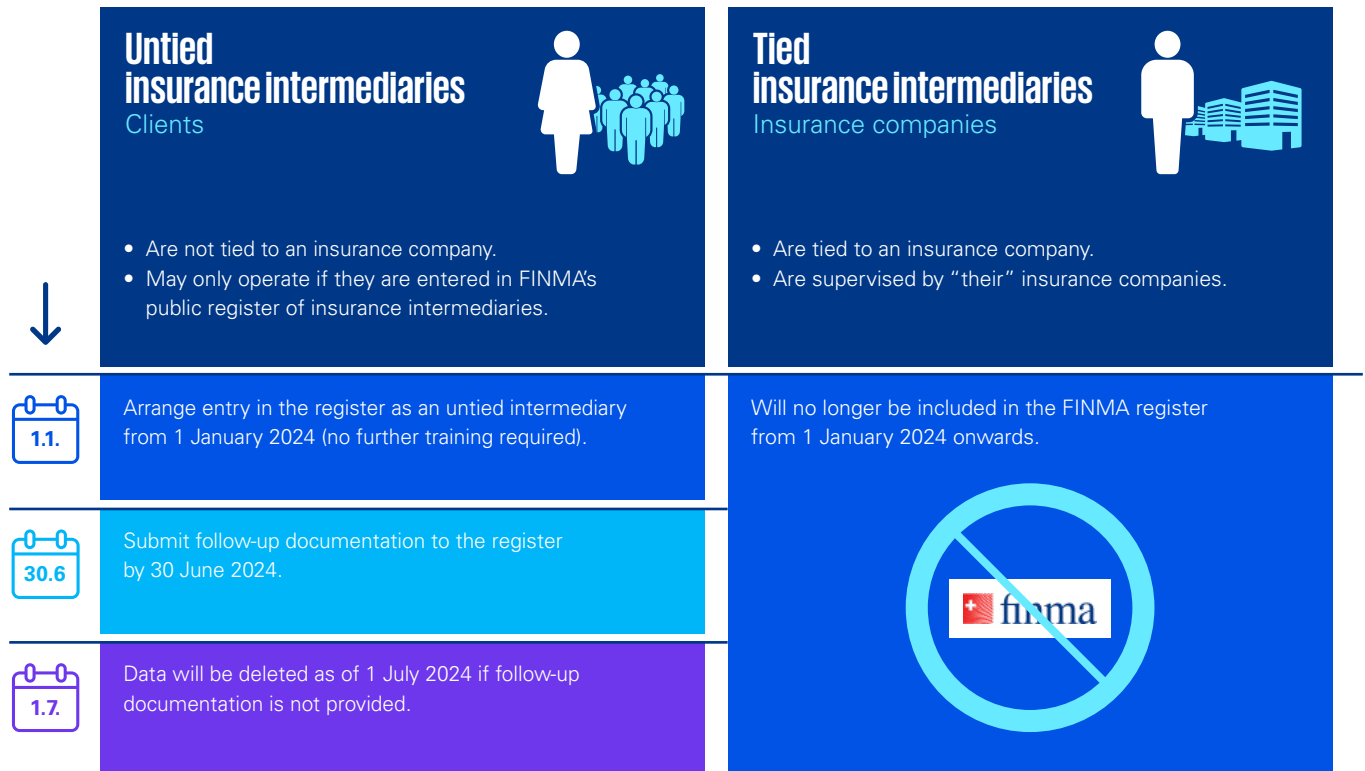 Untied
insurance intermediaries
Clients
• Are not tied to an insurance company.
• May only operate if they are entered in FINMA’s
public register of insurance intermediaries.
Tied
insurance intermediaries
Insurance companies
• Are tied to an insurance company.
• Are supervised by “their” insurance companies.
1.1.
Arrange entry in the register as an untied intermediary
from 1 January 2024 (no further training required).
Will no longer be included in the FINMA register
from 1 January 2024 onwards.
finma
30.6
Submit follow-up documentation to the register
by 30 June 2024.
1.7.
Data will be deleted as of 1 July 2024 if follow-up
documentation is not provided.